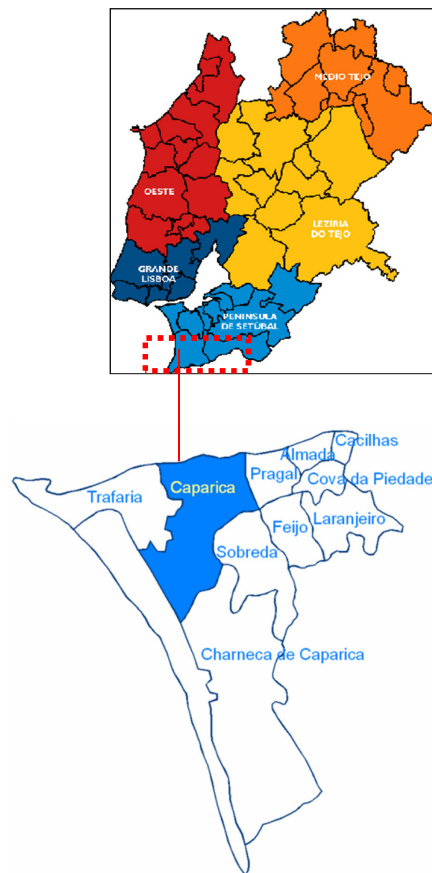 MEDIO TEJO
OESTE
LEZÍRIA
DO TEJO
GRANDE
LISBOA
PENINSULA
DE SETÚBAL
Cacilhas
Almada
Pragal
Cova da Piedade
Trafaria
Caparica
Laranjeiro
Feijo
Sobreda
Charneca de Caparica